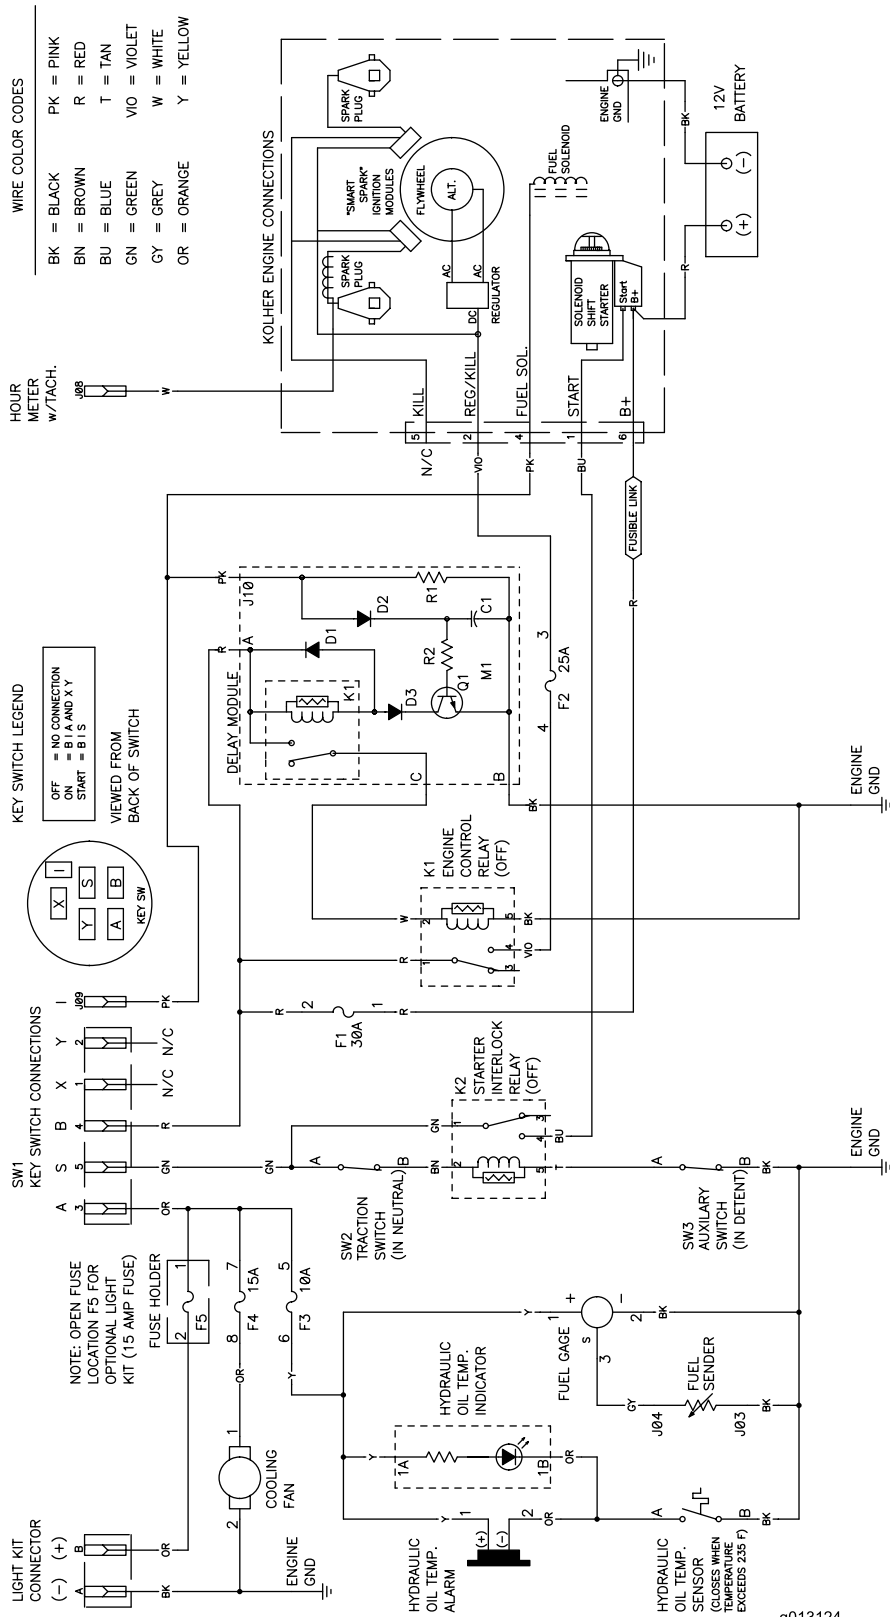 WIRE COLOR CODES
BK = BLACK
BN = BROWN
BU = BLUE
GN = GREEN
GY = GREY
OR = ORANGE
PK = PINK
R = RED
T = TAN
VIO = VIOLET
W = WHITE
Y = YELLOW
HOUR
METER
w/TACH.
J08
W
KOLHER ENGINE CONNECTIONS
SPARK
PLUG
"SMART
SPARK"
IGNITION
MODULES
SPARK
PLUG
FLYWHEEL
ALT.
AC
AC
DC
REGULATOR
FUEL
SOLENOID
ENGINE
GND
SOLENOID
SHIFT
STARTER
Start
B+
12V
BATTERY
(-)
(+)
BK
R
KILL
REG/KILL
FUEL SOL.
START
B+
5
2
4
1
6
N/C
VIO
PK
BU
FUSIBLE LINK
R
KEY SWITCH LEGEND
OFF = NO CONNECTION
ON = B I A AND X Y
START = B I S
VIEWED FROM
BACK OF SWITCH
I
X
S
Y
B
A
KEY SW
DELAY MODULE
PK
J10
R
A
D1
D2
R1
C1
R2
Q1
M1
D3
K1
C
B
BK
3
25A
F2
4
ENGINE
GND
K1
ENGINE
CONTROL
RELAY
(OFF)
W
2
5
BK
R
1
4
3
VIO
SW1
KEY SWITCH CONNECTIONS
A
S
B
X
Y
I
3
5
4
1
2
J09
OR
GN
R
N/C
N/C
PK
R
2
F1
30A
1
R
K2
STARTER
INTERLOCK
RELAY
(OFF)
GN
1
3
4
BU
GN
A
B
SW2
TRACTION
SWITCH
(IN NEUTRAL)
BN
2
5
T
A
B
SW3
AUXILARY
SWITCH
(IN DETENT)
BK
ENGINE
GND
NOTE: OPEN FUSE
LOCATION F5 FOR
OPTIONAL LIGHT
KIT (15 AMP FUSE)
FUSE HOLDER
1
2
F5
7
15A
8
F4
5
10A
6
F3
OR
Y
COOLING
FAN
1
2
LIGHT KIT
CONNECTOR
(-) (+)
A
B
BK
OR
ENGINE
GND
HYDRAULIC
OIL TEMP.
INDICATOR
Y
1A
1B
OR
HYDRAULIC
OIL TEMP.
ALARM
Y
1
(+)
(-)
2
OR
FUEL GAGE
Y
1
+
-
2
BK
S
3
GY
J04
FUEL
SENDER
J03
BK
HYDRAULIC
OIL TEMP.
SENSOR
(CLOSES WHEN
TEMPERATURE
EXCEEDS 235 F)
A
B
BK
g013124